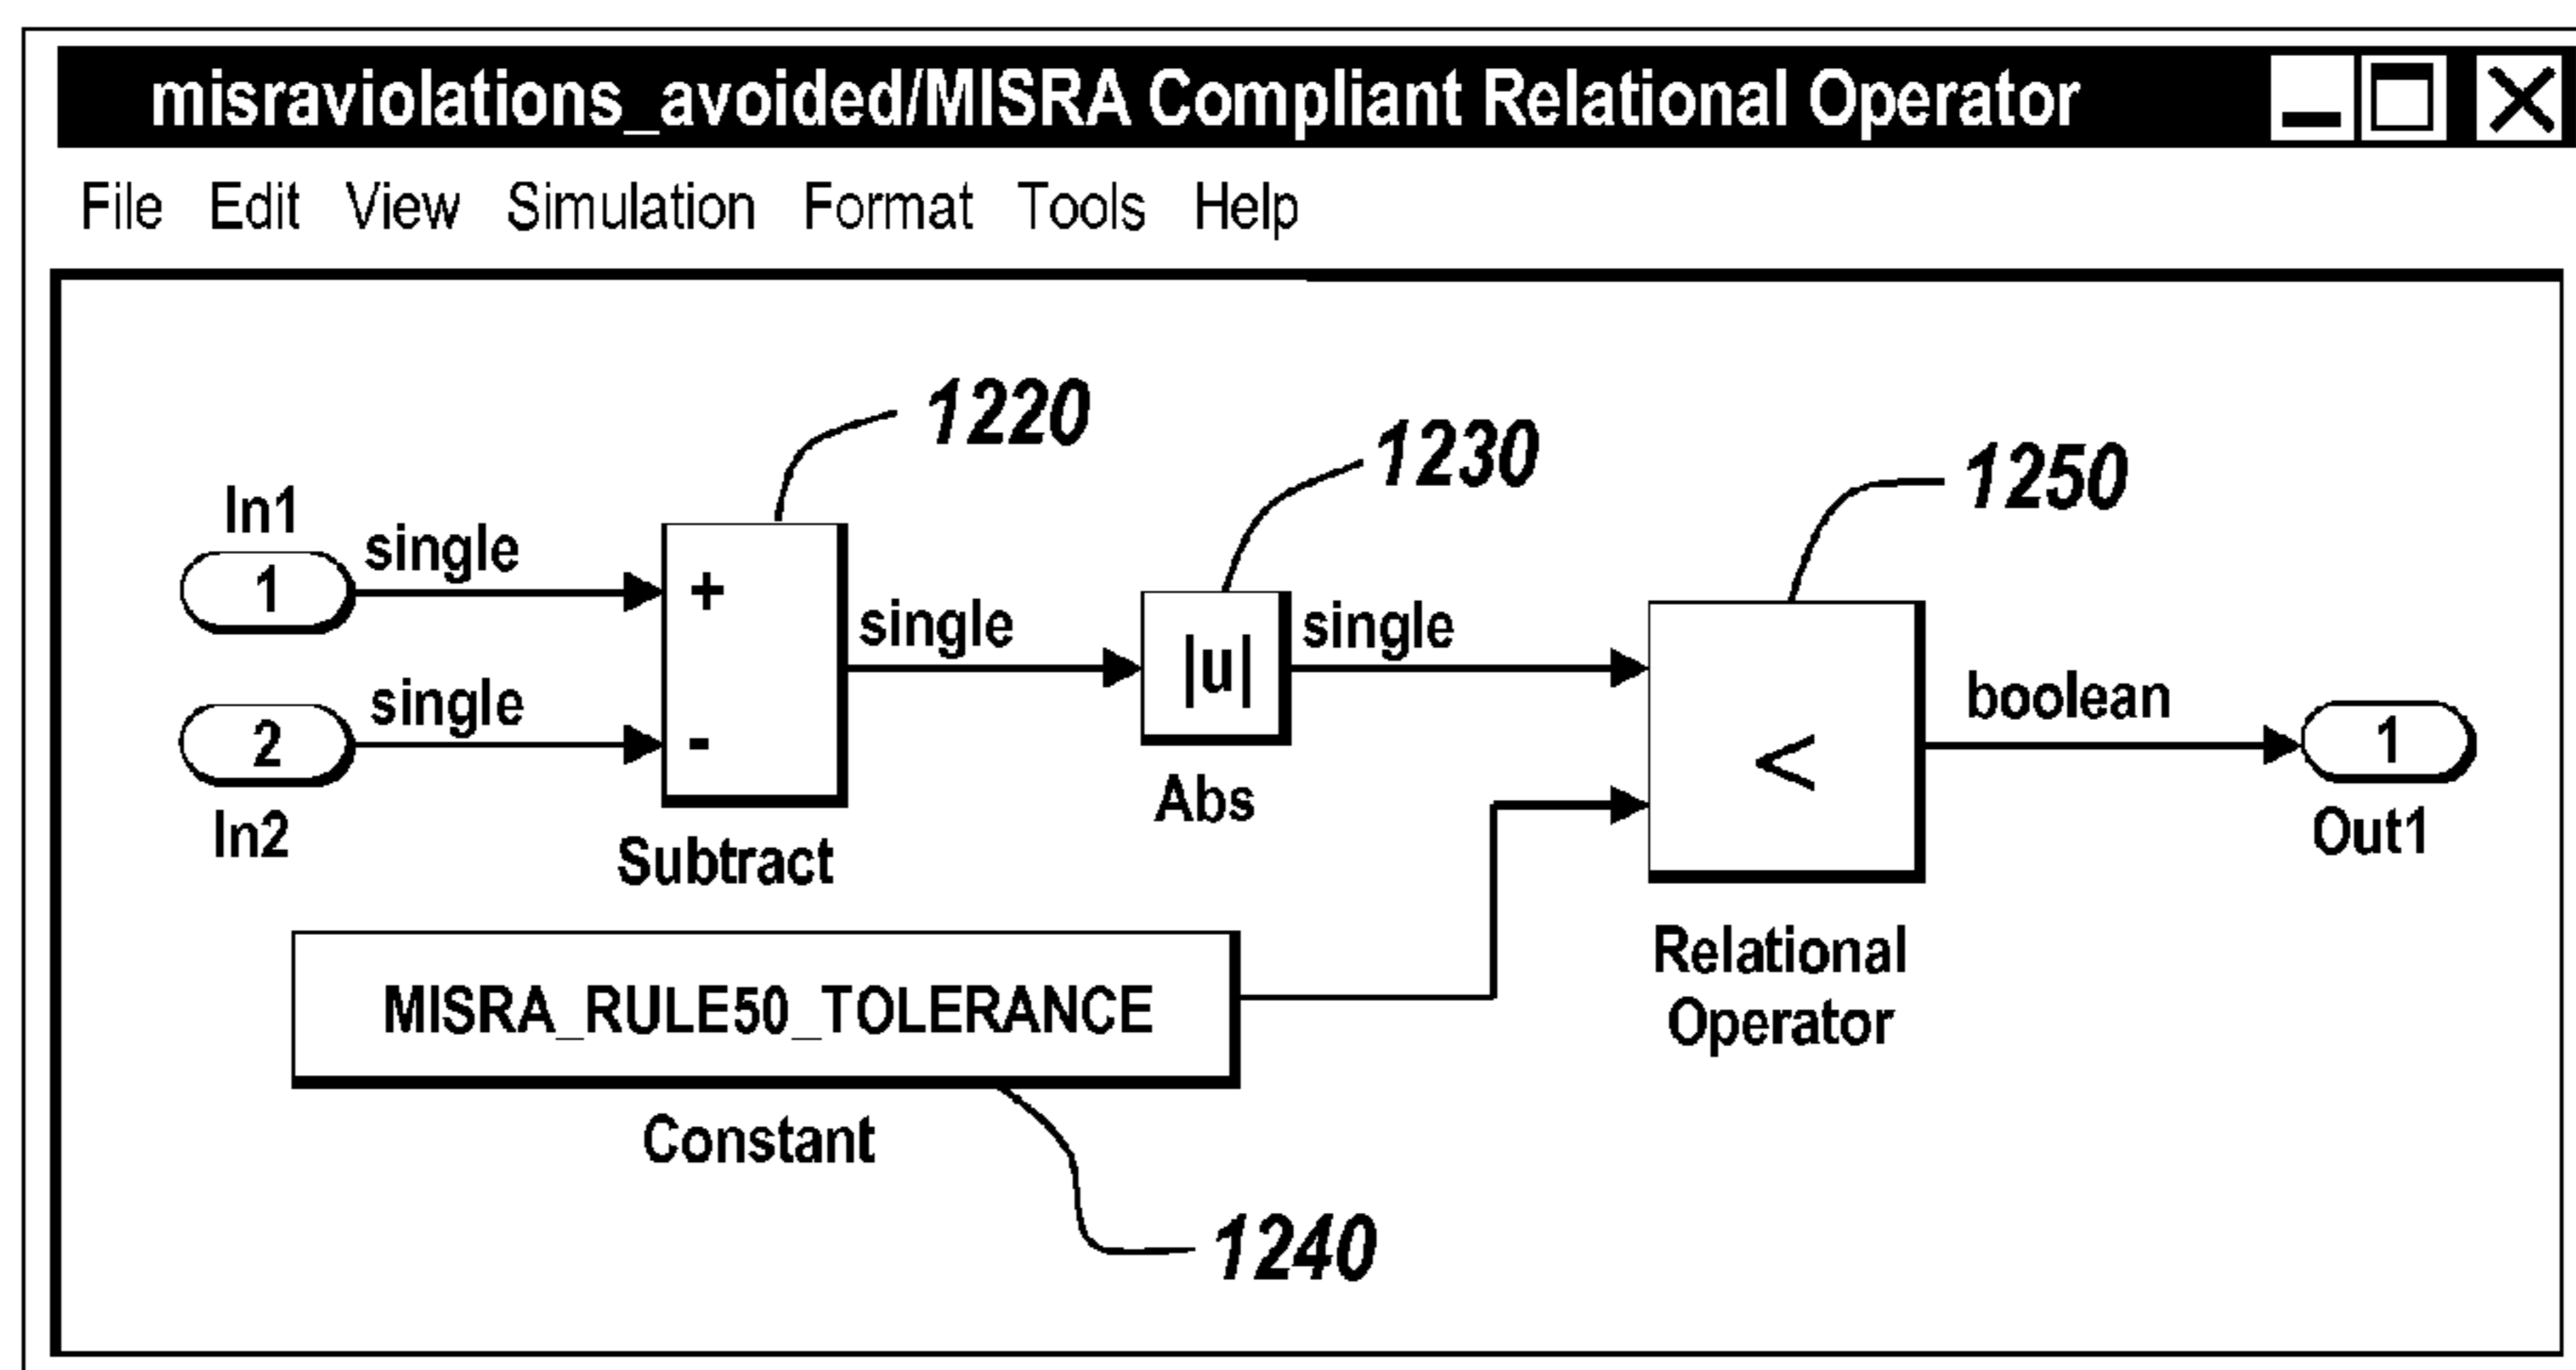 misraviolations_avoided/MISRA Compliant Relational Operator
File Edit View Simulation Format Tools Help
1220
1230
1250
In1
1
single
+
single
|u|
single
boolean
1
2
single
-
<
In2
Subtract
Abs
Out1
MISRA_RULE50_TOLERANCE
Relational
Operator
Constant
1240